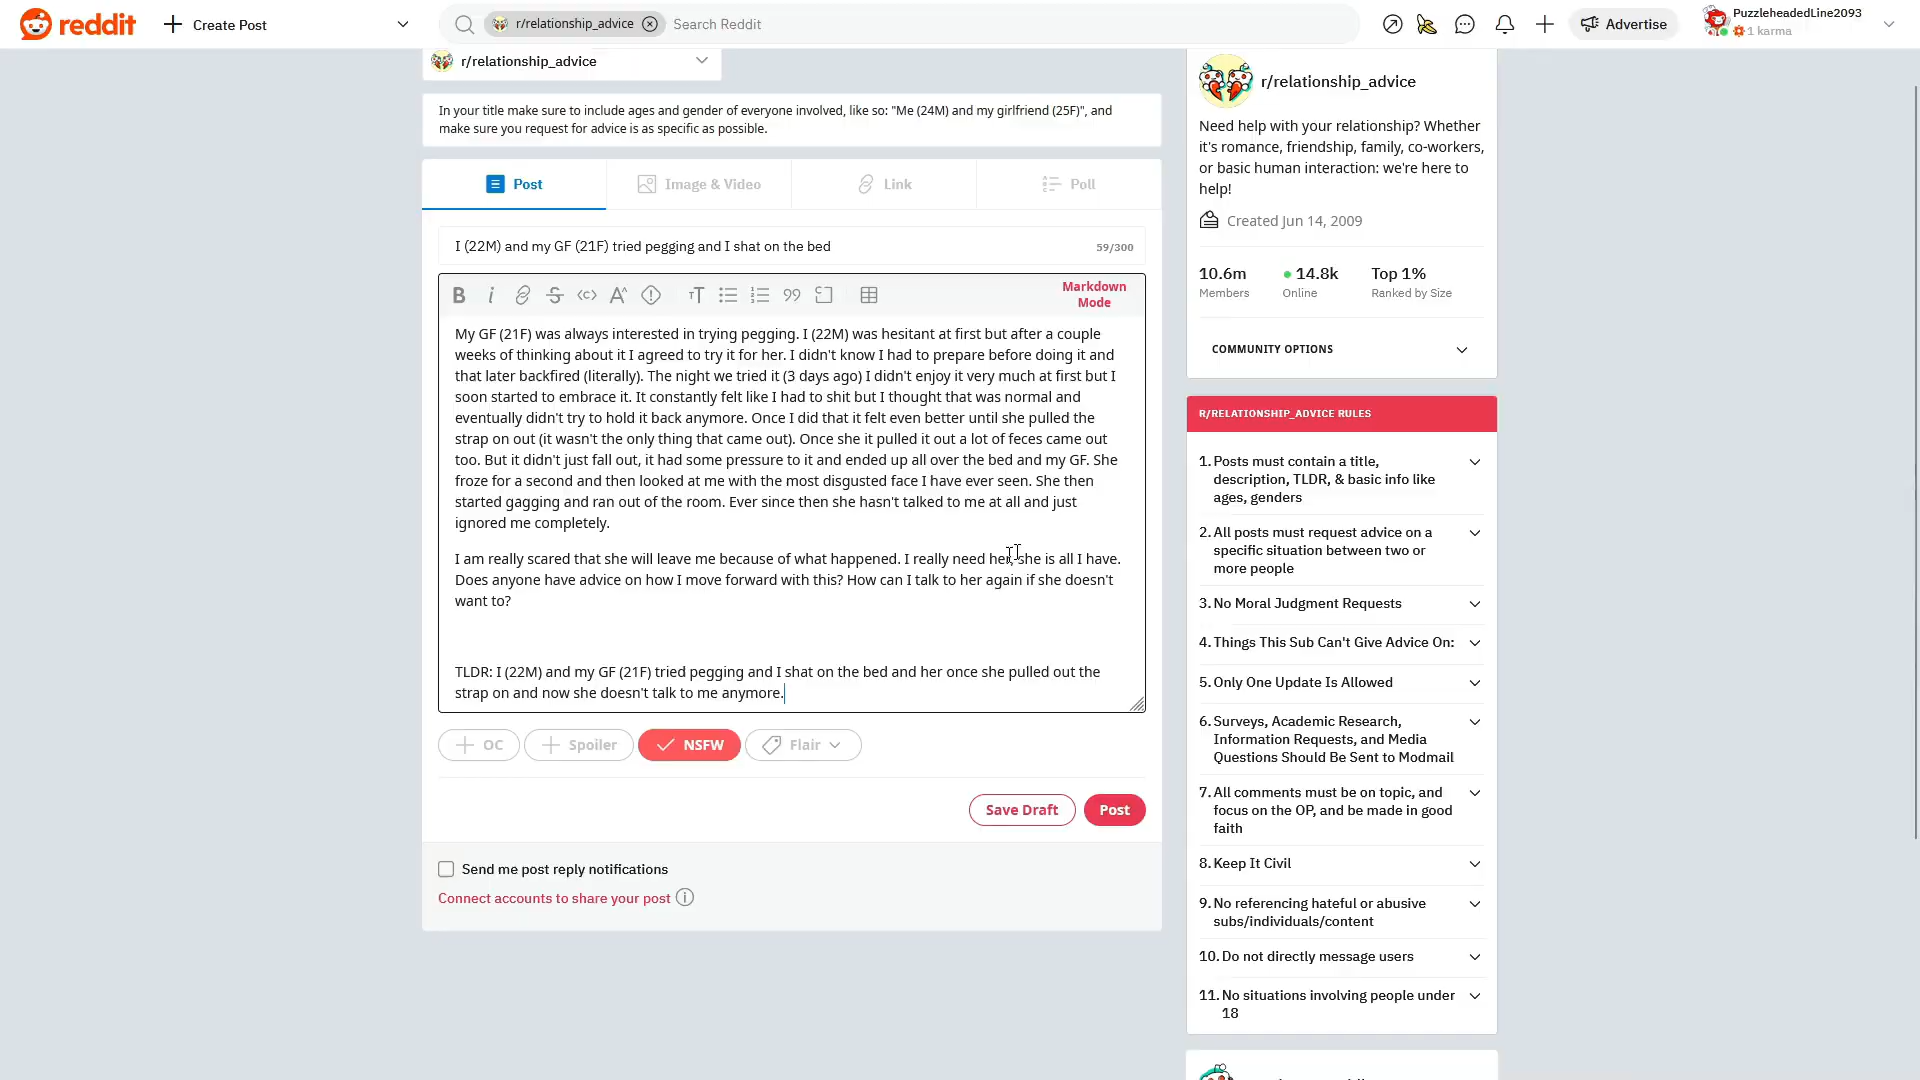 reddit
Create Post
r/relationship_advice
Search Reddit
Advertise
PuzzleheadedLine2093
1 karma
r/relationship_advice
In your title make sure to include ages and gender of everyone involved, like so: "Me (24M) and my girlfriend (25F)", and
make sure you request for advice is as specific as possible.
Post
Image & Video
Link
Poll
I (22M) and my GF (21F) tried pegging and I shat on the bed
59/300
Markdown
Mode
My GF (21F) was always interested in trying pegging. I (22M) was hesitant at first but after a couple
weeks of thinking about it I agreed to try it for her. I didn't know I had to prepare before doing it and
that later backfired (literally). The night we tried it (3 days ago) I didn't enjoy it very much at first but I
soon started to embrace it. It constantly felt like I had to shit but I thought that was normal and
eventually didn't try to hold it back anymore. Once I did that it felt even better until she pulled the
strap on out (it wasn't the only thing that came out). Once she it pulled it out a lot of feces came out
too. But it didn't just fall out, it had some pressure to it and ended up all over the bed and my GF. She
froze for a second and then looked at me with the most disgusted face I have ever seen. She then
started gagging and ran out of the room. Ever since then she hasn't talked to me at all and just
ignored me completely.
I am really scared that she will leave me because of what happened. I really need her, she is all I have.
Does anyone have advice on how I move forward with this? How can I talk to her again if she doesn't
want to?
TLDR: I (22M) and my GF (21F) tried pegging and I shat on the bed and her once she pulled out the
strap on and now she doesn't talk to me anymore.
OC
Spoiler
NSFW
Flair
Save Draft
Post
Send me post reply notifications
Connect accounts to share your post
r/relationship_advice
Need help with your relationship? Whether
it's romance, friendship, family, co-workers,
or basic human interaction: we're here to
help!
Created Jun 14, 2009
10.6m
Members
14.8k
Online
Top 1%
Ranked by Size
COMMUNITY OPTIONS
R/RELATIONSHIP_ADVICE RULES
1. Posts must contain a title,
description, TLDR, & basic info like
ages, genders
2. All posts must request advice on a
specific situation between two or
more people
3. No Moral Judgment Requests
4. Things This Sub Can't Give Advice On:
5. Only One Update Is Allowed
6. Surveys, Academic Research,
Information Requests, and Media
Questions Should Be Sent to Modmail
7. All comments must be on topic, and
focus on the OP, and be made in good
faith
8. Keep It Civil
9. No referencing hateful or abusive
subs/individuals/content
10. Do not directly message users
11. No situations involving people under
18